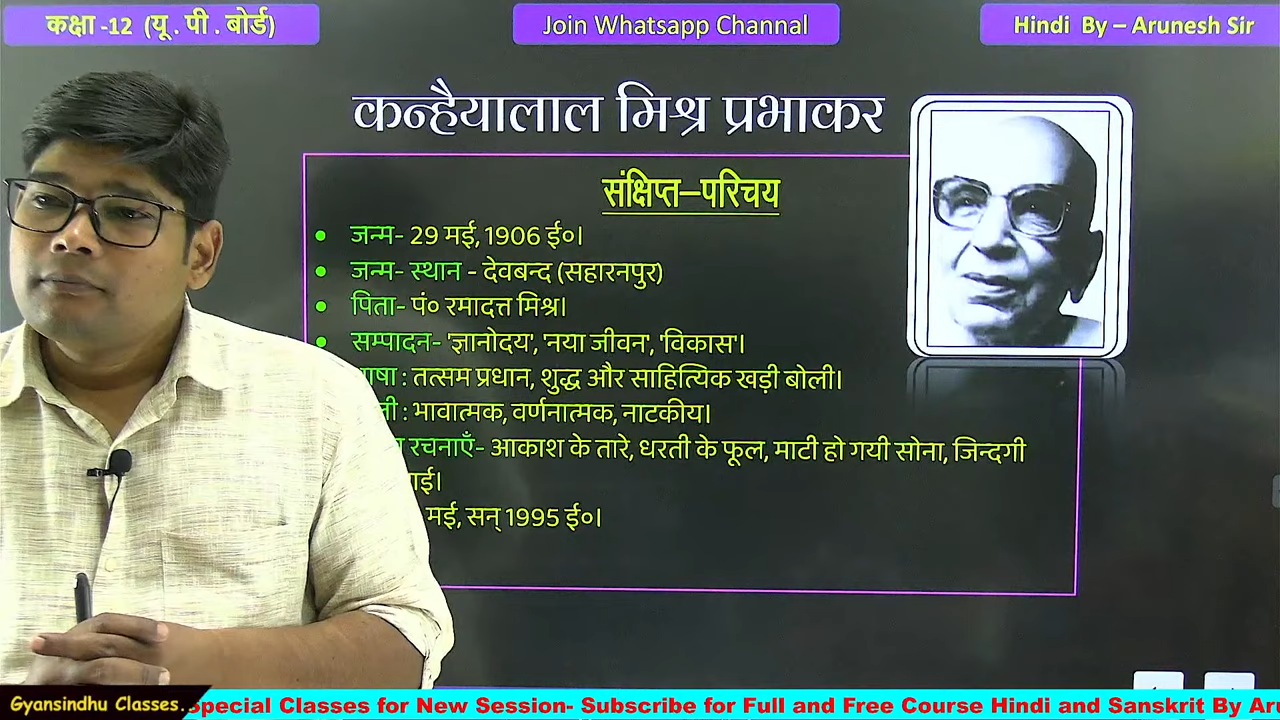 कक्षा -12 (यू . पी . बोर्ड)
Join Whatsapp Channal
Hindi By – Arunesh Sir
कन्हैयालाल मिश्र प्रभाकर
संक्षिप्त–परिचय
जन्म- 29 मई, 1906 ई०।
जन्म- स्थान - देवबन्द (सहारनपुर)
पिता- पं० रमादत्त मिश्र।
सम्पादन- 'ज्ञानोदय', 'नया जीवन', 'विकास'।
: तत्सम प्रधान, शुद्ध और साहित्यिक खड़ी बोली।
: भावात्मक, वर्णनात्मक, नाटकीय।
रचनाएँ- आकाश के तारे, धरती के फूल, माटी हो गयी सोना, जिन्दगी
मई, सन् 1995 ई०।
Gyansindhu Classes.
Special Classes for New Session- Subscribe for Full and Free Course Hindi and Sanskrit By